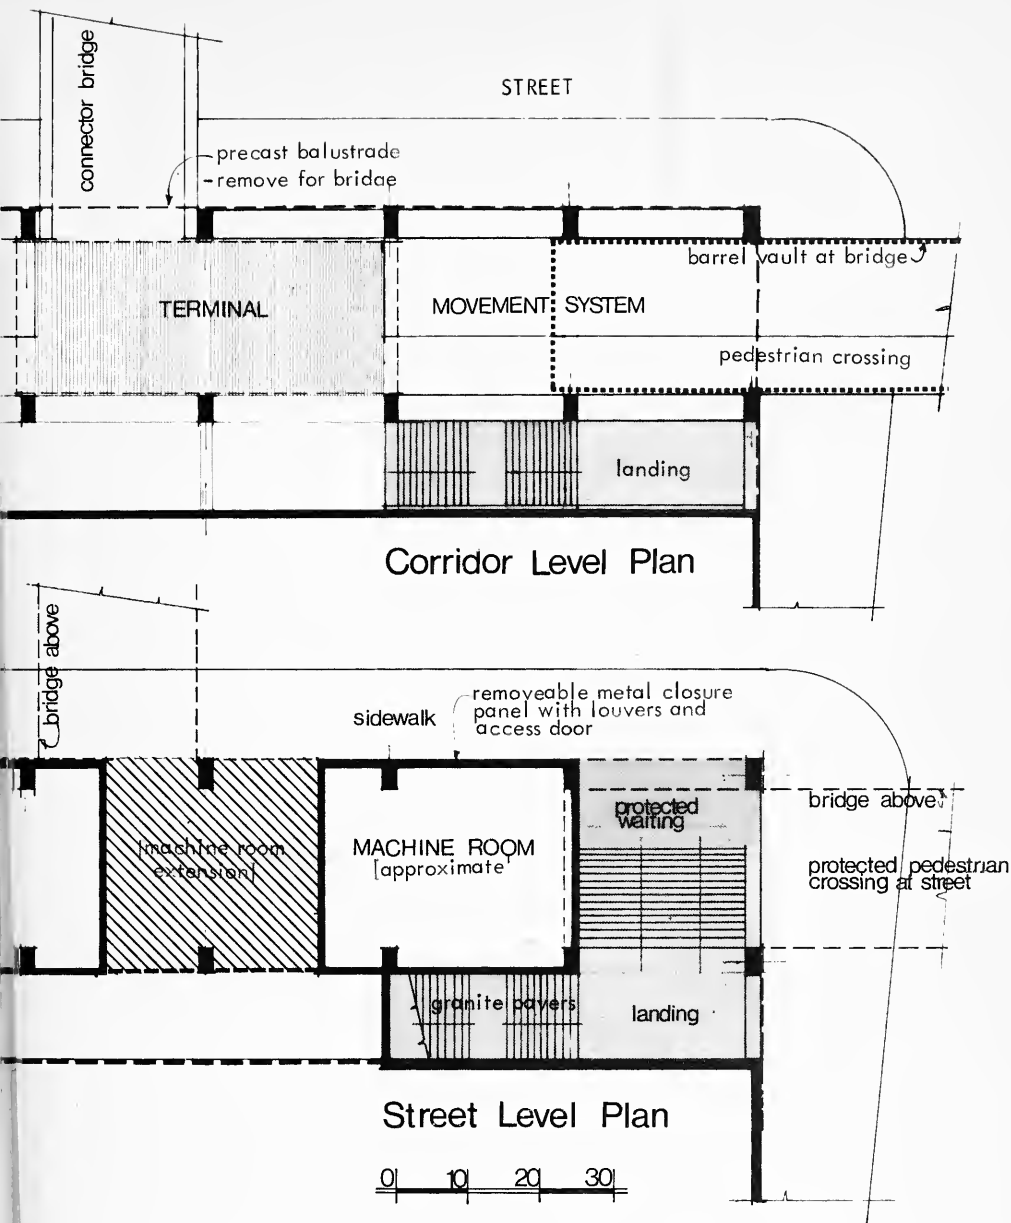 connector bridge
STREET
precast balustrade
- remove for bridge
barrel vault at bridge
TERMINAL
MOVEMENT SYSTEM
pedestrian crossing
landing
Corridor Level Plan
bridge above
sidewalk
removeable metal closure
panel with louvers and
access door
protected
waiting
bridge above
[machine room
extension]
MACHINE ROOM
[approximate
protected pedestrian
crossing at street
granite pavers
landing
Street Level Plan
0 10 20 30